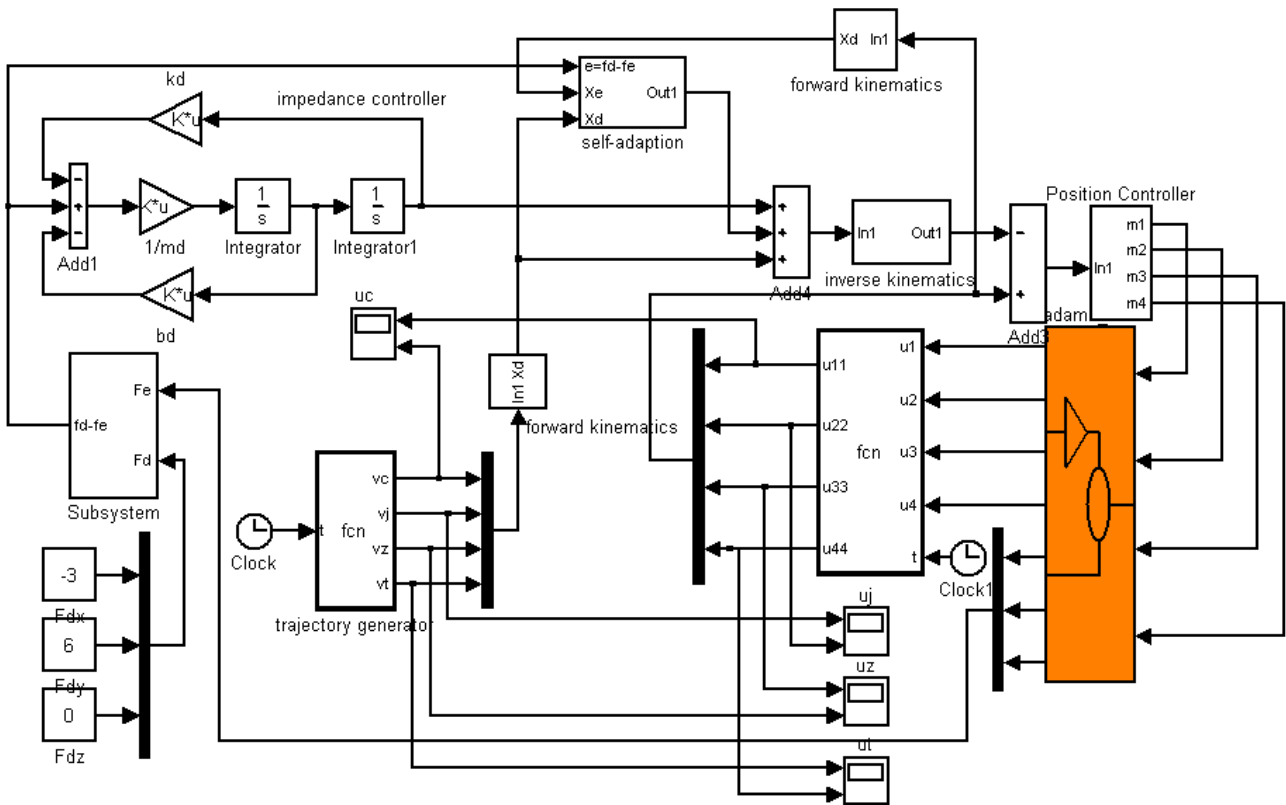 Xd In1
forward kinematics
kd
impedance controller
K*u
e=fd-fe
Xe
Xd
Out1
self-adaption
Position Controller
-
+
-
Add1
K*u
1/md
1
s
Integrator
1
s
Integrator1
K*u
bd
+
+
+
Add4
In1 Out1
inverse kinematics
-
+
Add3
In1
m1
m2
m3
m4
adam
uc
Fe
fd-fe
Fd
Subsystem
In1 Xd
forward kinematics
u11
u22
u33
u44
fcn
u1
u2
u3
u4
t
Clock1
Clock
t fcn
vc
vj
vz
vt
trajectory generator
-3
Fdx
6
Fdy
0
Fdz
uj
uz
ut